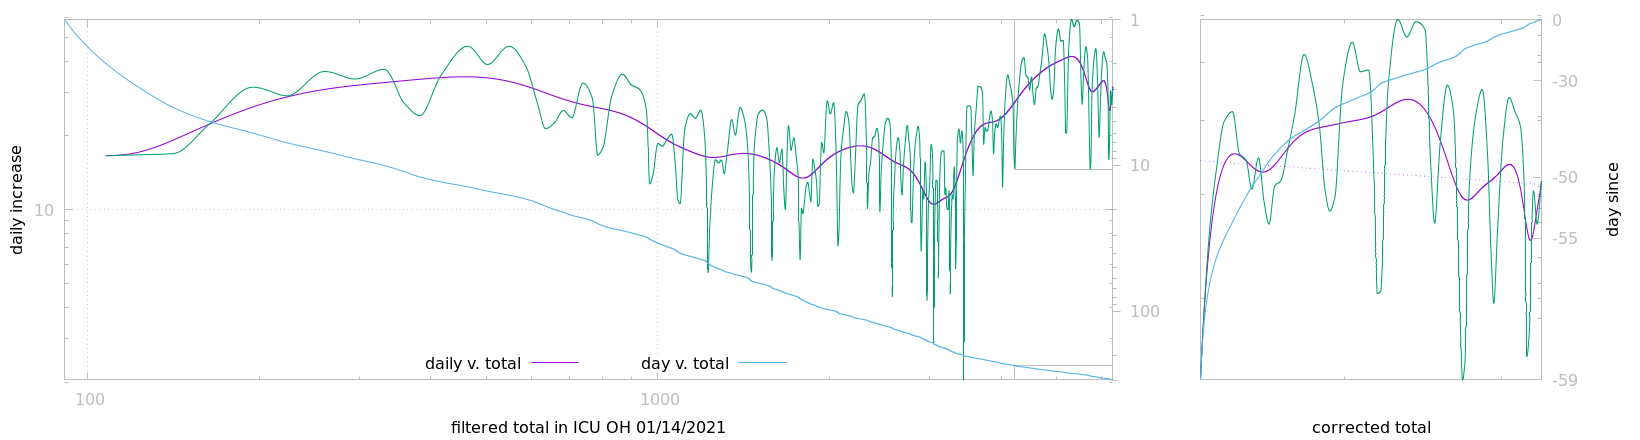 1
0
-30
10
daily increase
-50
day since
10
-55
100
daily v. total
day v. total
-59
100
1000
filtered total in ICU OH 01/14/2021
corrected total